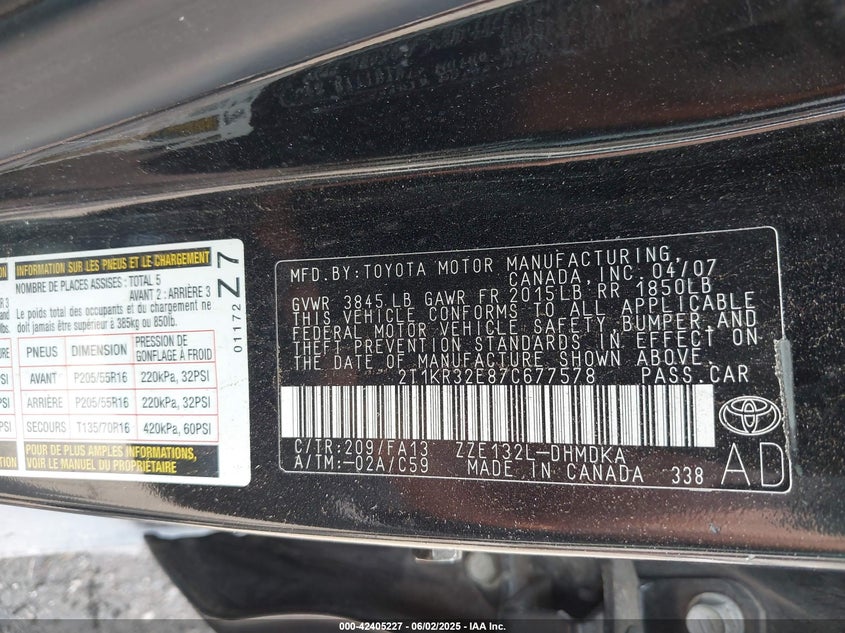 INFORMATION SUR LES PNEUS ET LE CHARGEMENT
NOMBRE DE PLACES ASSISES: TOTAL 5
AVANT 2 : ARRIÈRE 3
Le poids total des occupants et du chargement ne
doit jamais être supérieur à 385kg ou 850lb.
PNEUS DIMENSION PRESSION DE GONFLAGE À FROID
AVANT P205/55R16 220kPa, 32PSI
ARRIÈRE P205/55R16 220kPa, 32PSI
SECOURS T135/70R16 420kPa, 60PSI
VOIR LE MANUEL DU PROPRIÉTAIRE POUR PLUS D'INFORMATION
Z 7
01172
MFD.BY:TOYOTA MOTOR MANUFACTURING,
CANADA, INC. 04/07
GVWR 3845 LB GAWR FR 2015LB RR 1850LB
THIS VEHICLE CONFORMS TO ALL APPLICABLE
FEDERAL MOTOR VEHICLE SAFETY, BUMPER, AND
THEFT PREVENTION STANDARDS IN EFFECT ON
THE DATE OF MANUFACTURE SHOWN ABOVE.
2T1KR32E87C677578 PASS.CAR
C/TR:209/FA13 ZZE132L-DHMDKA
A/TM:-02A/C59 MADE IN CANADA 338
AD
000-42405227 - 06/02/2025 - IAA Inc.